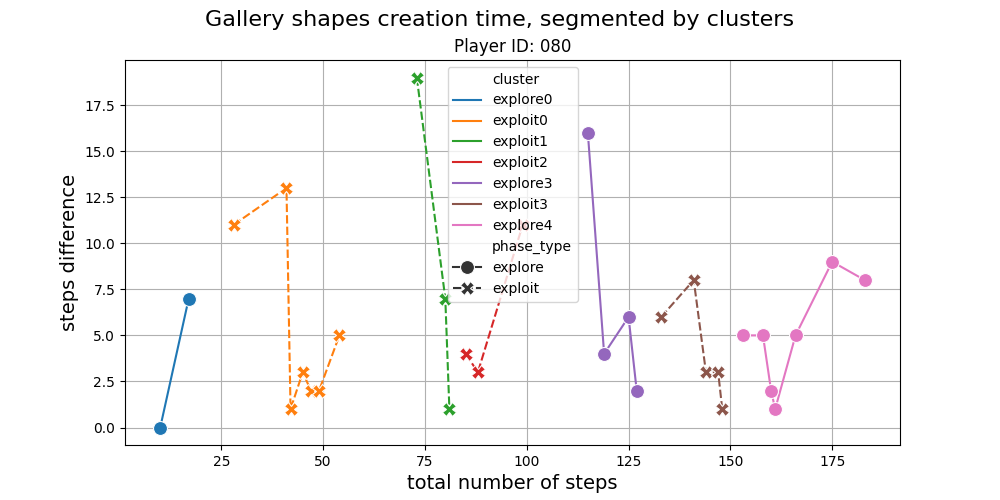 Gallery shapes creation time, segmented by clusters
Player ID: 080
cluster
explore0
exploit0
exploit1
exploit2
explore3
exploit3
explore4
phase_type
explore
exploit
steps difference
17.5
15.0
12.5
10.0
7.5
5.0
2.5
0.0
25 50 75 100 125 150 175
total number of steps